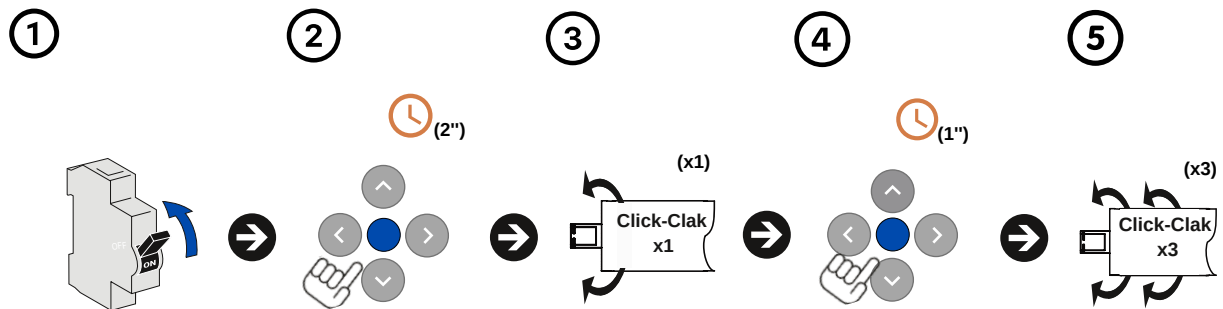 1
2
3
4
5
(2")
(1")
(x1)
(x3)
OFF
ON
Click-Clak
x1
Click-Clak
x3